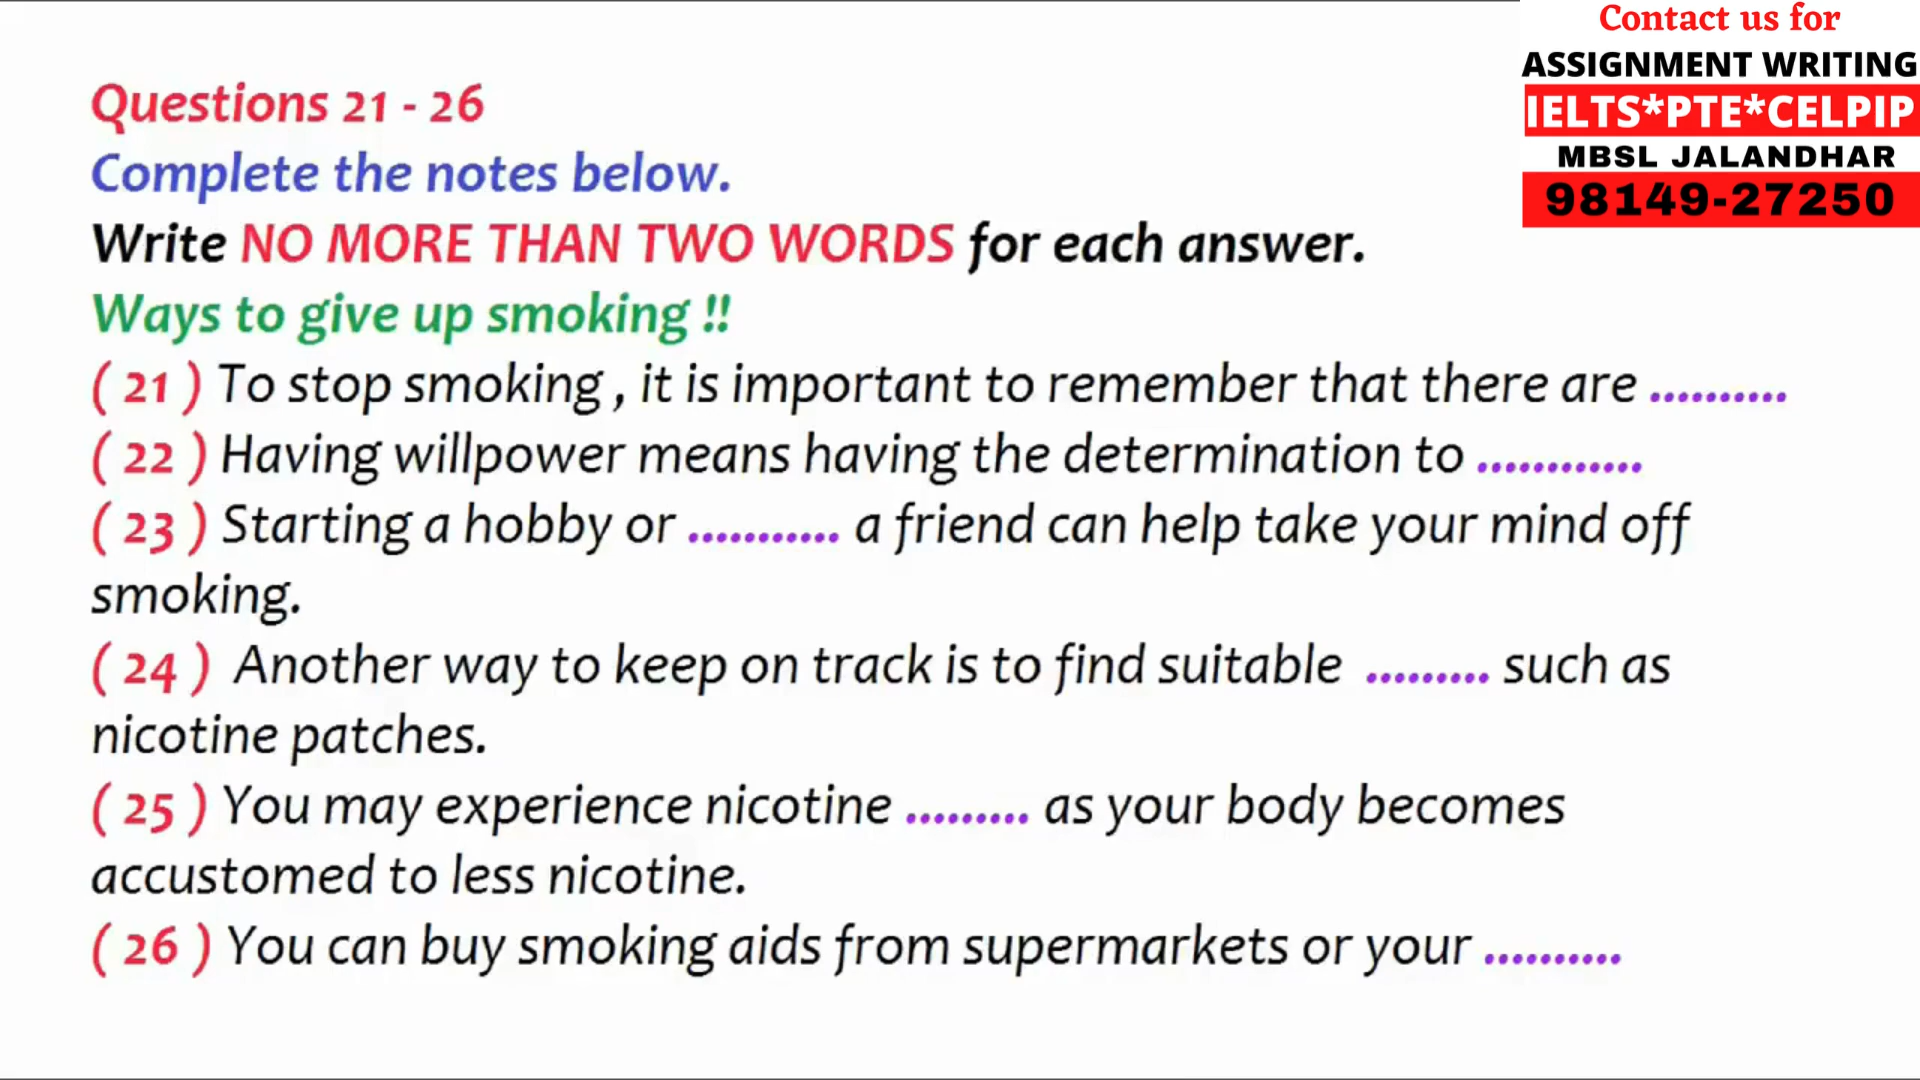 Contact us for
ASSIGNMENT WRITING
IELTS*PTE*CELPIP
MBSL JALANDHAR
98149-27250
Questions 21 - 26
Complete the notes below.
Write NO MORE THAN TWO WORDS for each answer.
Ways to give up smoking !!
( 21 ) To stop smoking , it is important to remember that there are ..........
( 22 ) Having willpower means having the determination to ............
( 23 ) Starting a hobby or ........... a friend can help take your mind off
smoking.
( 24 ) Another way to keep on track is to find suitable ......... such as
nicotine patches.
( 25 ) You may experience nicotine ......... as your body becomes
accustomed to less nicotine.
( 26 ) You can buy smoking aids from supermarkets or your ..........